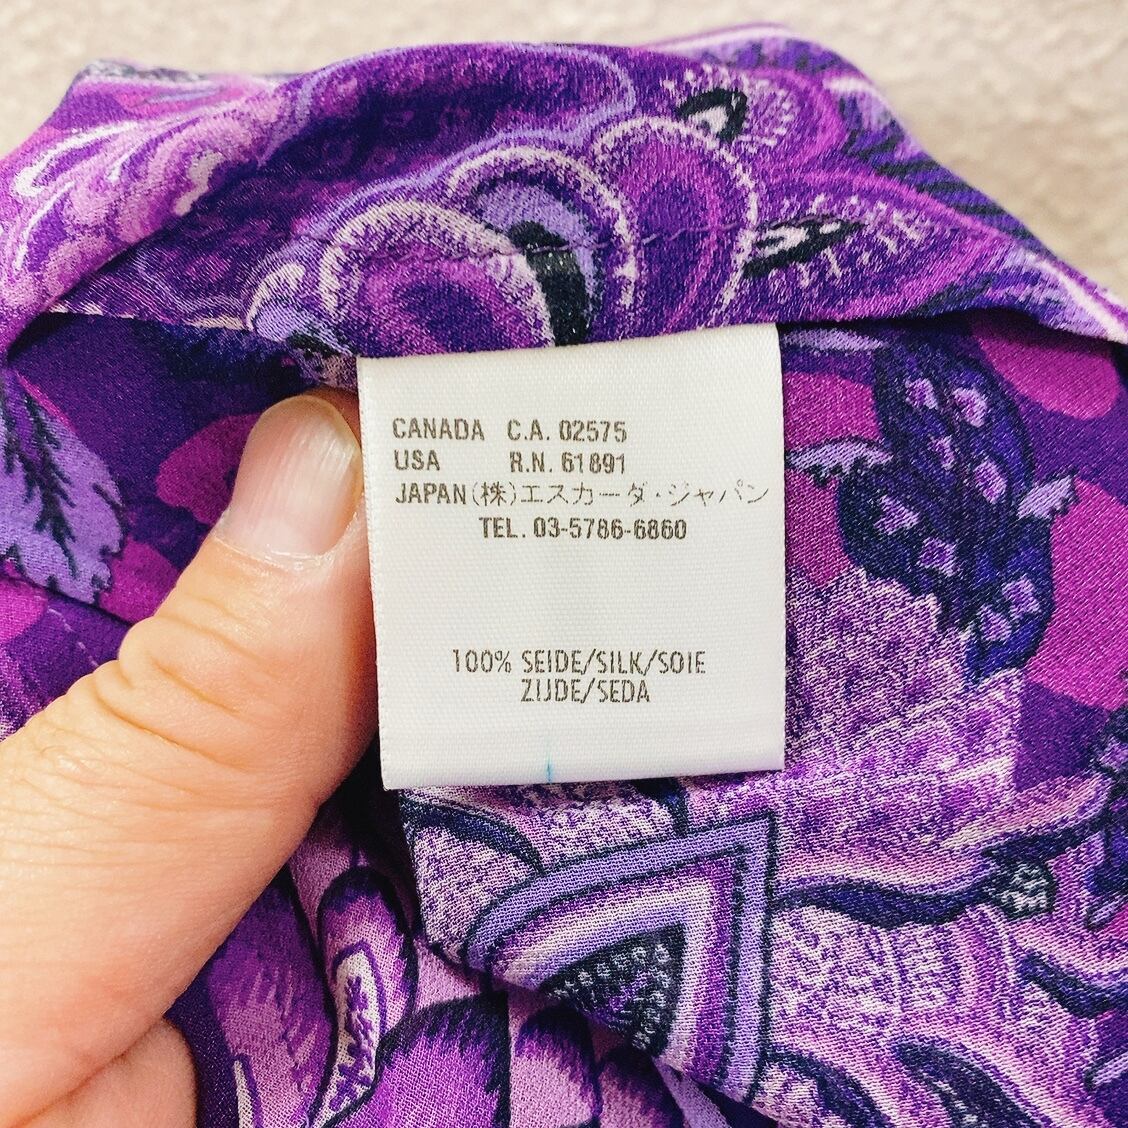 CANADA C.A. 02575
USA R.N. 61891
JAPAN(株)エスカーダ・ジャパン
TEL. 03-5786-6860
100% SEIDE/SILK/SOIE
ZIJDE/SEDA